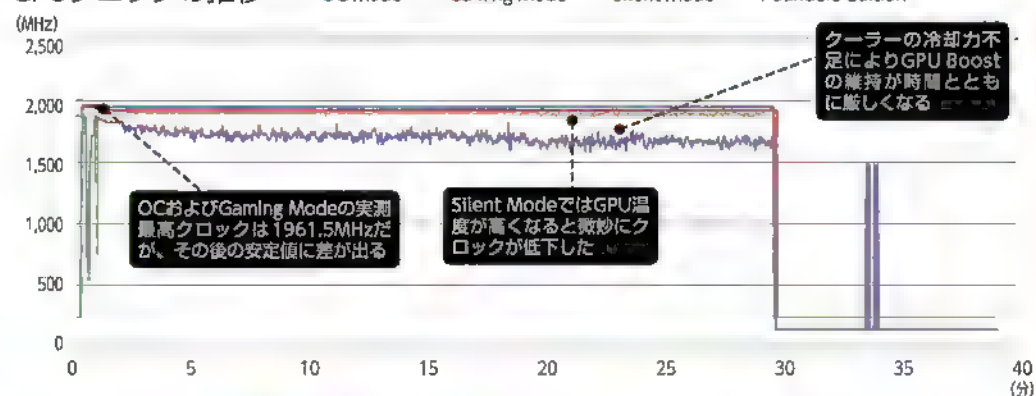 (MHz)
2,500
2,000
1,500
1,000
500
0
クーラーの冷却力不
足によりGPU Boost
の維持が時間ととも
に厳しくなる
OCおよびGaming Modeの実測
最高クロックは1961.5MHzだ
が、その後の安定値に差が出る
Silent ModeではGPU温
度が高くなると微妙にク
ロックが低下した
0 5 10 15 20 25 30 35 40
(分)